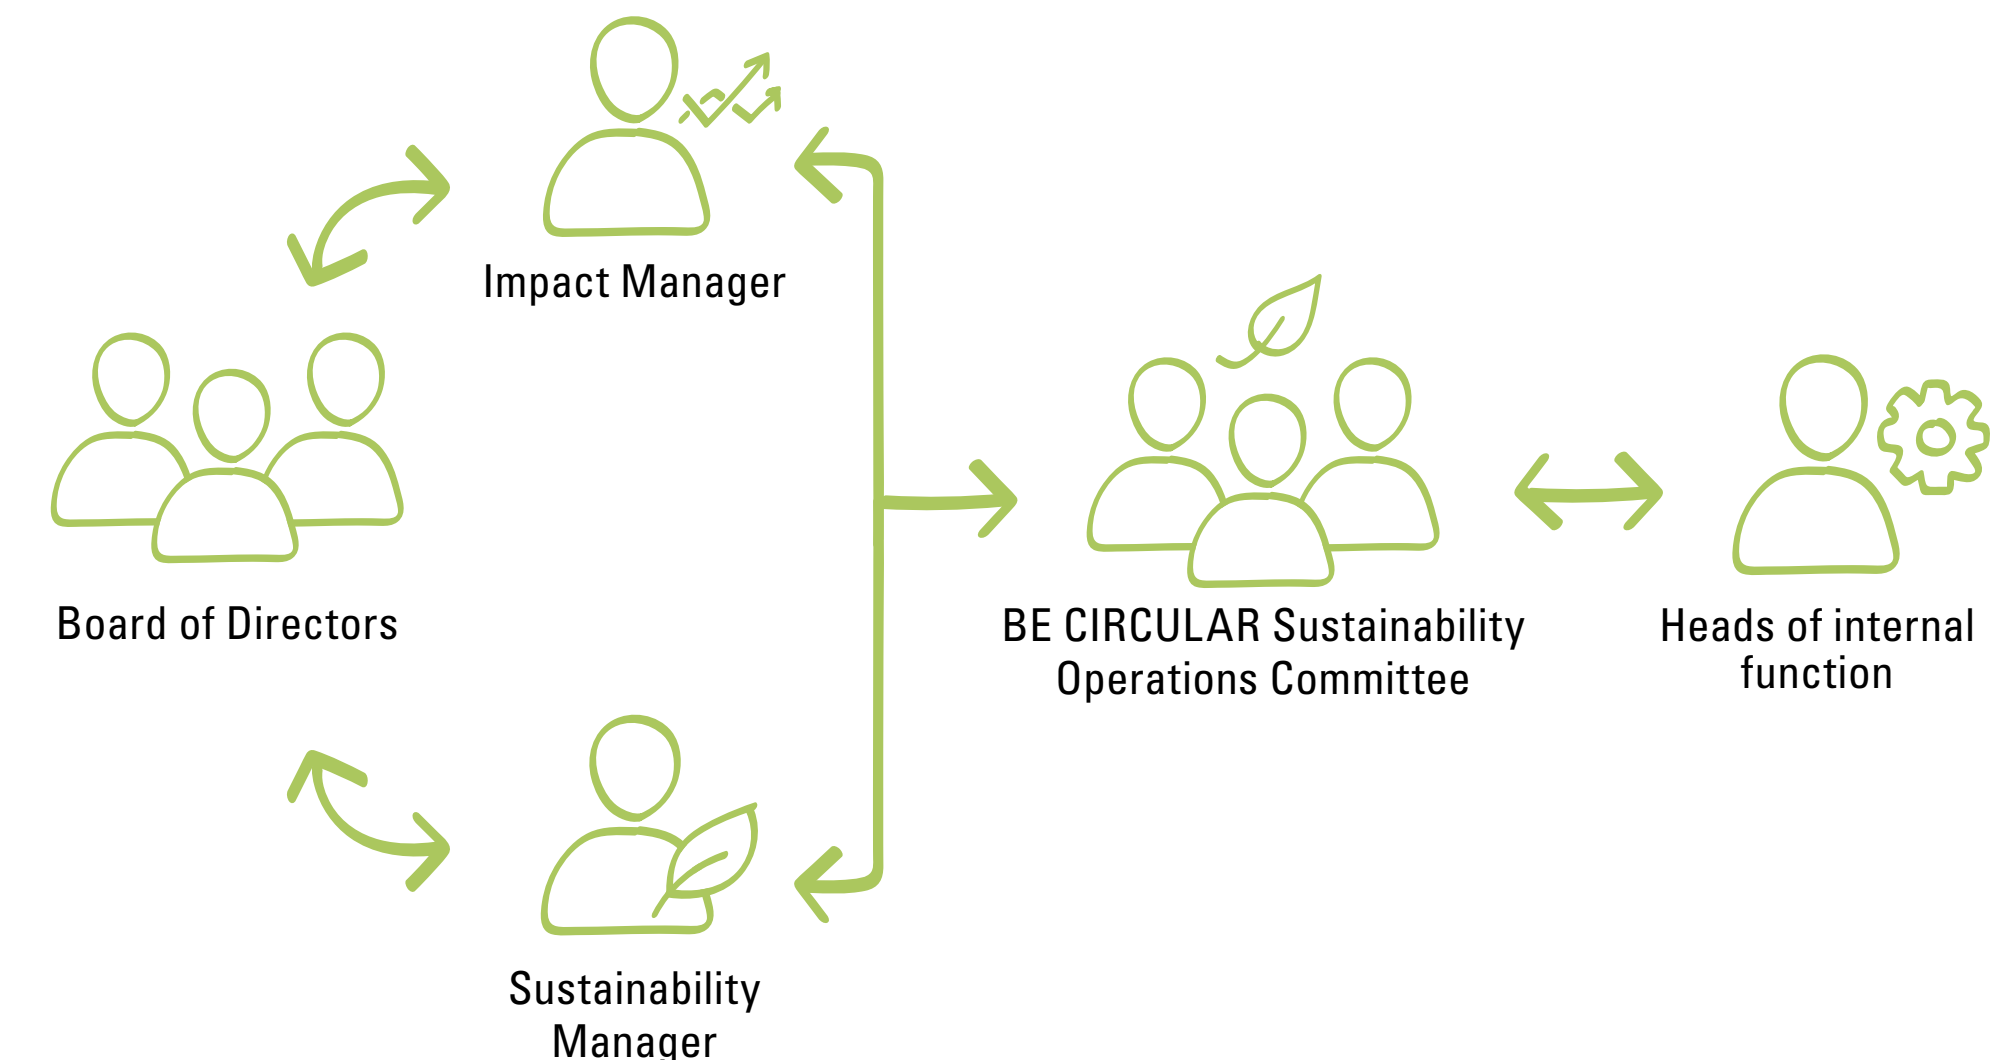 Impact Manager
Board of Directors
BE CIRCULAR Sustainability
Operations Committee
Heads of internal
function
Sustainability
Manager